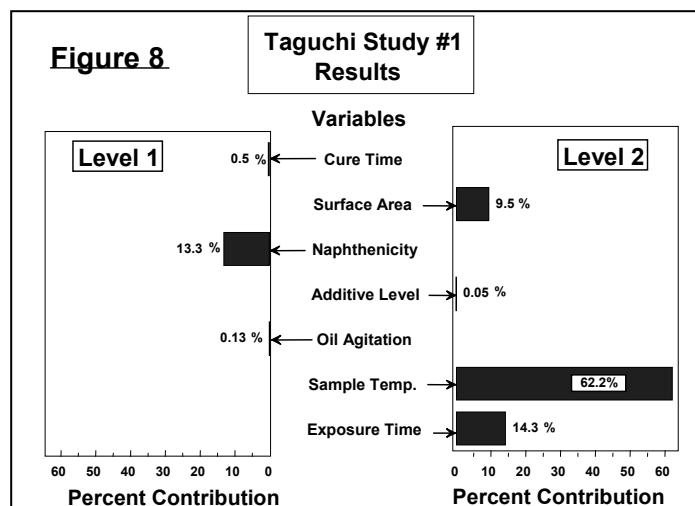 Figure 8
Taguchi Study #1
Results
Variables
Level 1
Level 2
0.5 %
Cure Time
Surface Area
9.5 %
13.3 %
Naphthenicity
Additive Level
0.05 %
0.13 %
Oil Agitation
Sample Temp.
62.2%
Exposure Time
14.3 %
60 50 40 30 20 10 0
0 10 20 30 40 50 60
Percent Contribution
Percent Contribution